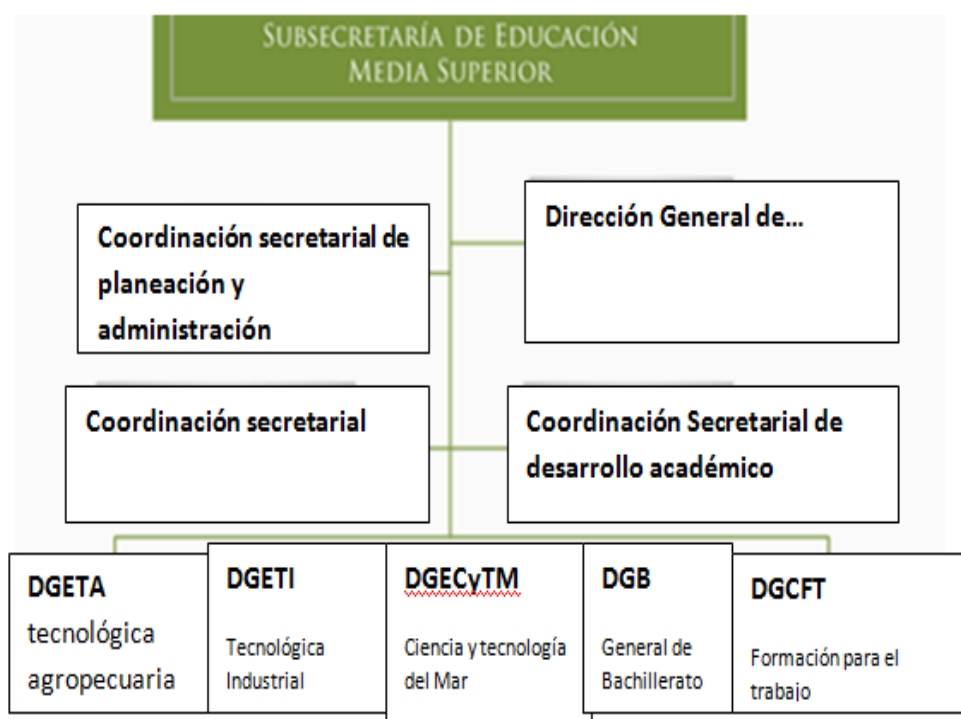 SUBSECRETARÍA DE EDUCACIÓN
MEDIA SUPERIOR
Coordinación secretarial de
planeación y
administración
Dirección General de...
Coordinación secretarial
Coordinación Secretarial de
desarrollo académico
DGETA
tecnológica
agropecuaria
DGETI
Tecnológica
Industrial
DGECyTM
Ciencia y tecnología
del Mar
DGB
General de
Bachillerato
DGCFT
Formación para el
trabajo